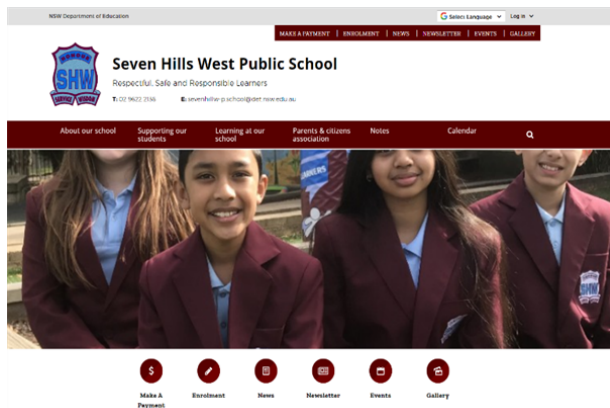 NSW Department of Education
Select Language
Log in
MAKE A PAYMENT | ENROLMENT | NEWS | NEWSLETTER | EVENTS | GALLERY
SHW
Seven Hills West Public School
Respectful, Safe and Responsible Learners
T: 02 9622 2156
About our school
Supporting our
students
Learning at our
school
Parents & citizens
association
Notes
Calendar
SHW
Make A
Payment
Enrolment
News
Newsletter
Events
Gallery